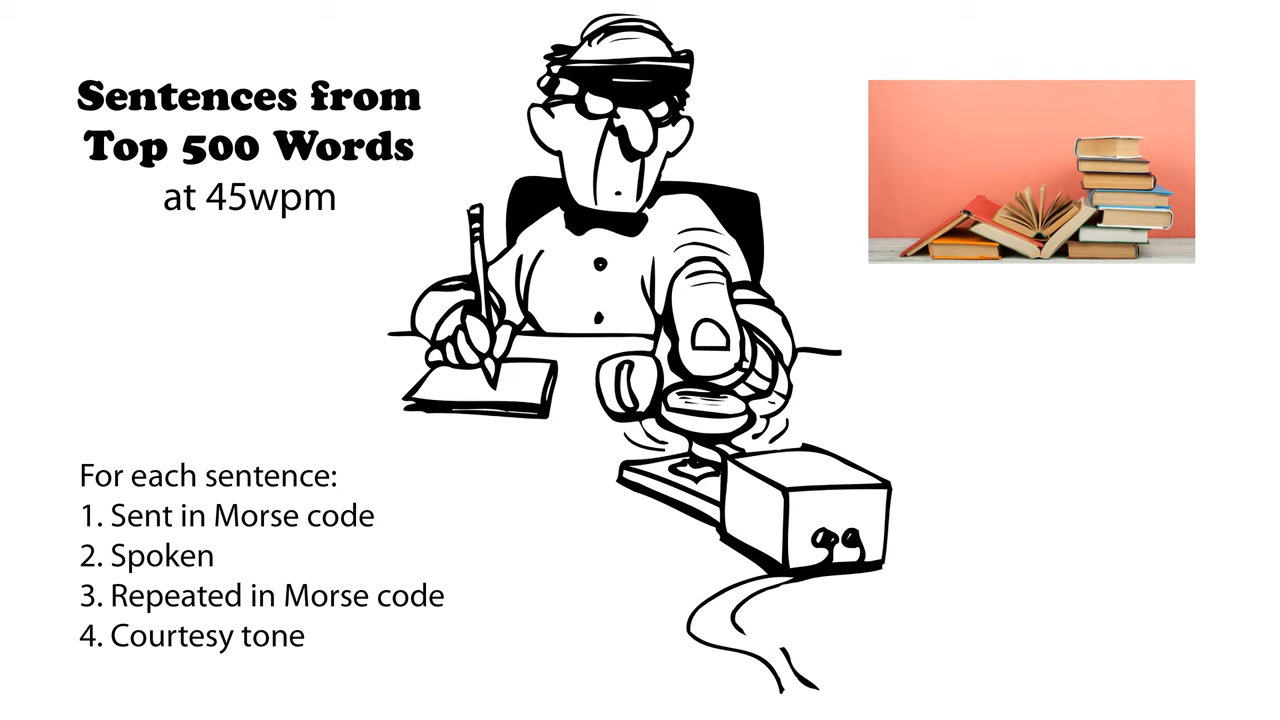 Sentences from
Top 500 Words
at 45wpm
For each sentence:
1. Sent in Morse code
2. Spoken
3. Repeated in Morse code
4. Courtesy tone